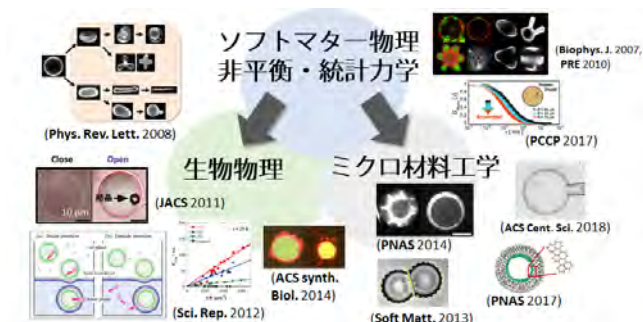 ソフトマター物理
非平衡・統計力学
(Biophys. J. 2007,
PRE 2010)
(Phys. Rev. Lett. 2008)
(PCCP 2017)
生物物理
ミクロ材料工学
Close
Open
10 μm
(JACS 2011)
(PNAS 2014)
(ACS Cent. Sci. 2018)
(Sci. Rep. 2012)
(ACS synth.
Biol. 2014)
(Soft Matt. 2013)
(PNAS 2017)